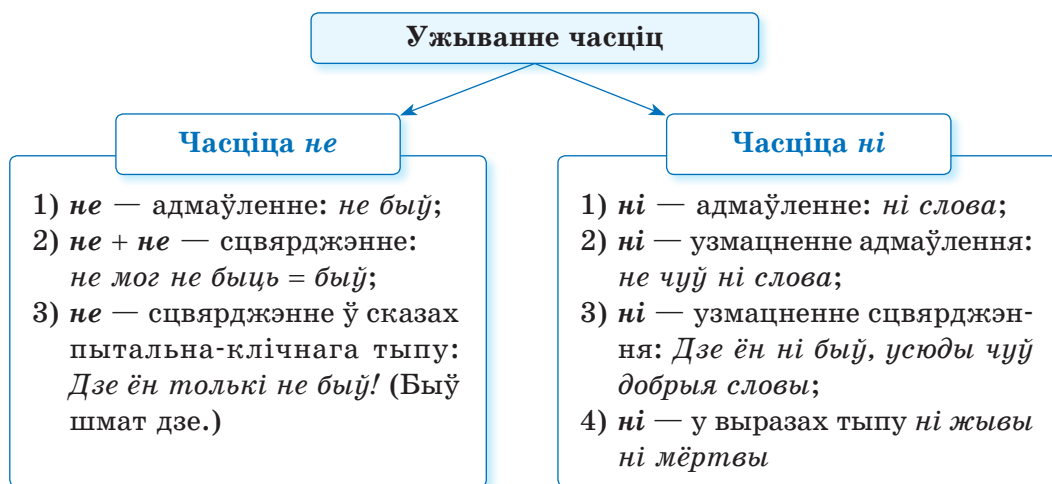 Ужыванне часціц
Часціца не
1) не — адмаўленне: не быў;
2) не + не — сцвярджэнне:
не мог не быць = быў;
3) не — сцвярджэнне ў сказах
пытальна-клічнага тыпу:
Дзе ён толькі не быў! (Быў
шмат дзе.)
Часціца ні
1) ні — адмаўленне: ні слова;
2) ні — узмацненне адмаўлення:
не чуў ні слова;
3) ні — узмацненне сцвярджэн-
ня: Дзе ён ні быў, усюды чуў
добрыя словы;
4) ні — у выразах тыпу ні жывы
ні мёртвы